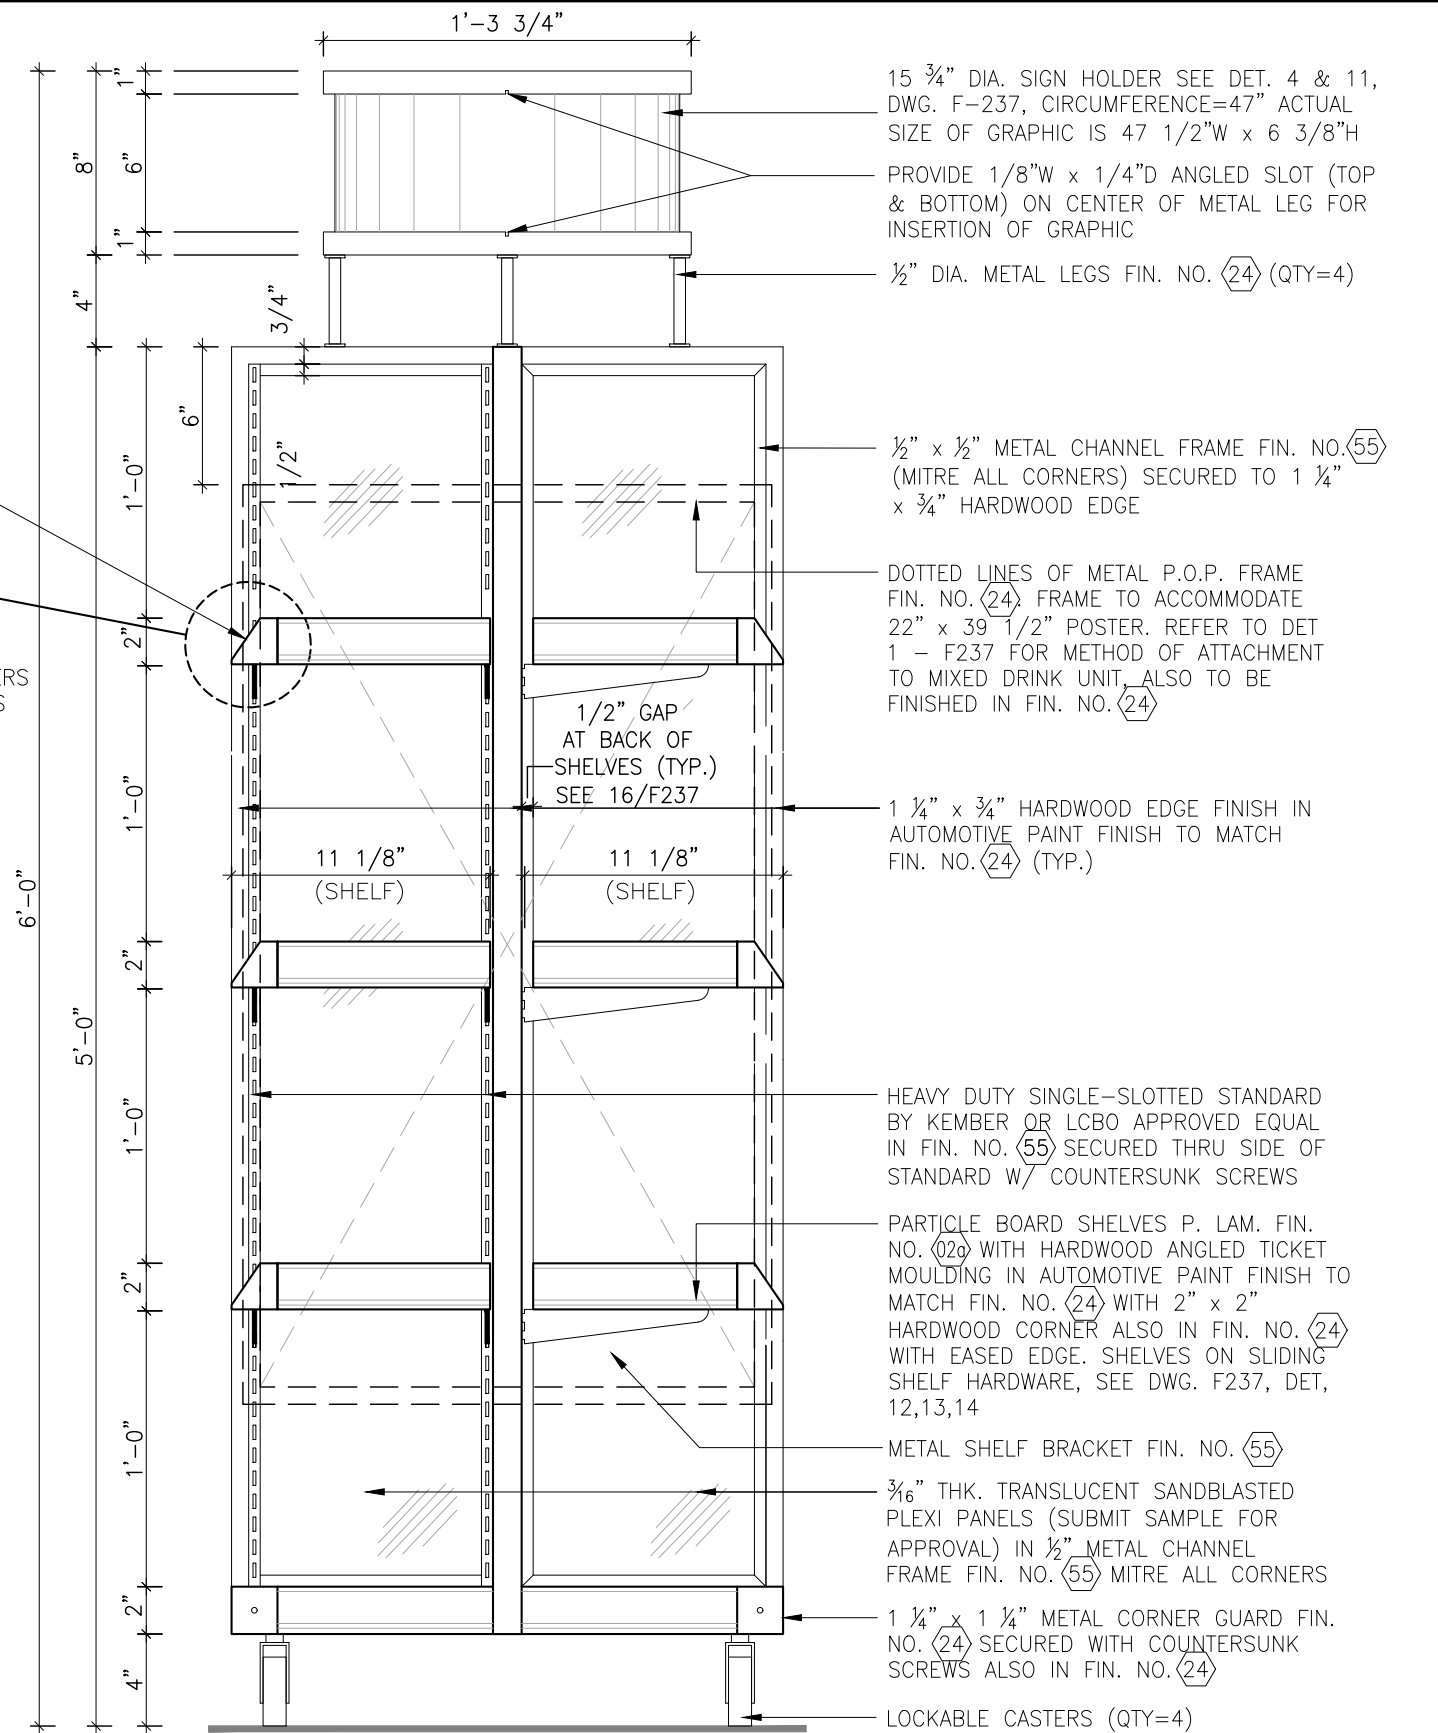 1'-3 3/4"
1"
6"
1"
8"
4"
3/4"
6"
1/2"
1'-0"
2"
1'-0"
2"
1'-0"
2"
1'-0"
2"
4"
6'-0"
5'-0"
ERS
S
1/2" GAP
AT BACK OF
SHELVES (TYP.)
SEE 16/F237
11 1/8"
(SHELF)
11 1/8"
(SHELF)
15 3/4" DIA. SIGN HOLDER SEE DET. 4 & 11,
DWG. F-237, CIRCUMFERENCE=47" ACTUAL
SIZE OF GRAPHIC IS 47 1/2"W x 6 3/8"H
PROVIDE 1/8"W x 1/4"D ANGLED SLOT (TOP
& BOTTOM) ON CENTER OF METAL LEG FOR
INSERTION OF GRAPHIC
1/2" DIA. METAL LEGS FIN. NO. 24 (QTY=4)
1/2" x 1/2" METAL CHANNEL FRAME FIN. NO. 55
(MITRE ALL CORNERS) SECURED TO 1 1/4"
x 3/4" HARDWOOD EDGE
DOTTED LINES OF METAL P.O.P. FRAME
FIN. NO. 24. FRAME TO ACCOMMODATE
22" x 39 1/2" POSTER. REFER TO DET
1 - F237 FOR METHOD OF ATTACHMENT
TO MIXED DRINK UNIT, ALSO TO BE
FINISHED IN FIN. NO. 24
1 1/4" x 3/4" HARDWOOD EDGE FINISH IN
AUTOMOTIVE PAINT FINISH TO MATCH
FIN. NO. 24 (TYP.)
HEAVY DUTY SINGLE-SLOTTED STANDARD
BY KEMBER OR LCBO APPROVED EQUAL
IN FIN. NO. 55 SECURED THRU SIDE OF
STANDARD W/ COUNTERSUNK SCREWS
PARTICLE BOARD SHELVES P. LAM. FIN.
NO. 02a WITH HARDWOOD ANGLED TICKET
MOULDING IN AUTOMOTIVE PAINT FINISH TO
MATCH FIN. NO. 24 WITH 2" x 2"
HARDWOOD CORNER ALSO IN FIN. NO. 24
WITH EASED EDGE. SHELVES ON SLIDING
SHELF HARDWARE, SEE DWG. F237, DET,
12,13,14
METAL SHELF BRACKET FIN. NO. 55
3/16" THK. TRANSLUCENT SANDBLASTED
PLEXI PANELS (SUBMIT SAMPLE FOR
APPROVAL) IN 1/2" METAL CHANNEL
FRAME FIN. NO. 55 MITRE ALL CORNERS
1 1/4" x 1 1/4" METAL CORNER GUARD FIN.
NO. 24 SECURED WITH COUNTERSUNK
SCREWS ALSO IN FIN. NO. 24
LOCKABLE CASTERS (QTY=4)